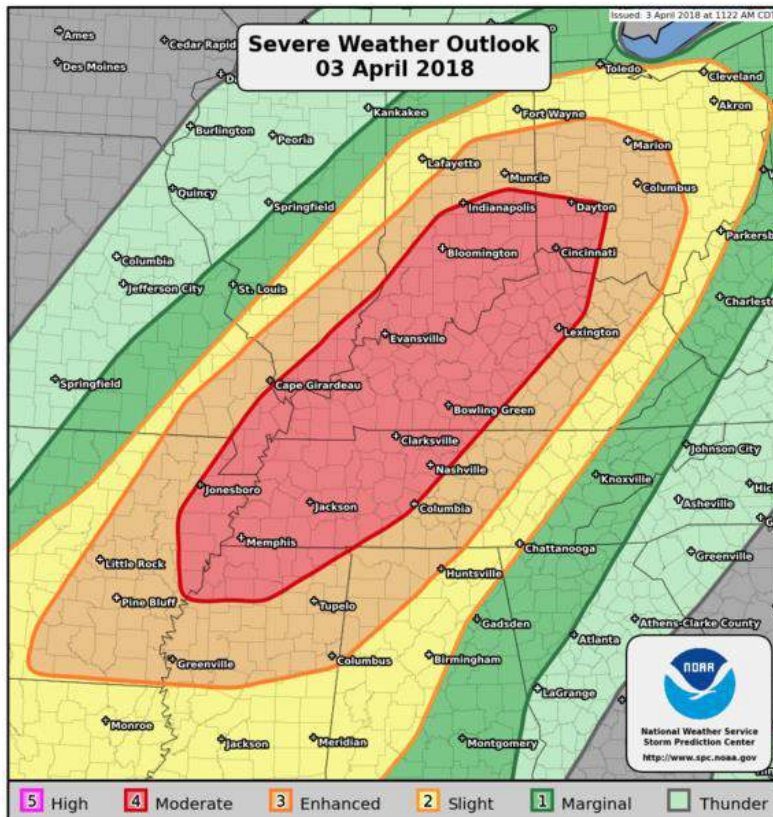 Issued: 3 April 2018 at 1122 AM CDT
Severe Weather Outlook
03 April 2018
Ames
Cedar Rapid
Des Moines
Toledo
Cleveland
Akron
Kankakee
Fort Wayne
Burlington
Peoria
Marion
Lafayette
Muncie
Columbus
Quincy
Springfield
Indianapolis
Dayton
Parkersb
Bloomington
Cincinnati
Columbia
Jefferson City
St. Louis
Charlest
Lexington
Evansville
Springfield
Cape Girardeau
Bowling Green
Clarksville
Johnson City
Nashville
Knoxville
Jonesboro
Hic
Jackson
Columbia
Asheville
Memphis
Chattanooga
Greenville
Little Rock
Huntsville
Pine Bluff
Tupelo
Gadsden
Athens-Clarke County
Atlanta
Greenville
Columbus
Birmingham
LaGrange
Monroe
Jackson
Meridian
Montgomery
NOAA
National Weather Service
Storm Prediction Center
http://www.spc.noaa.gov
5 High 4 Moderate 3 Enhanced 2 Slight 1 Marginal Thunder